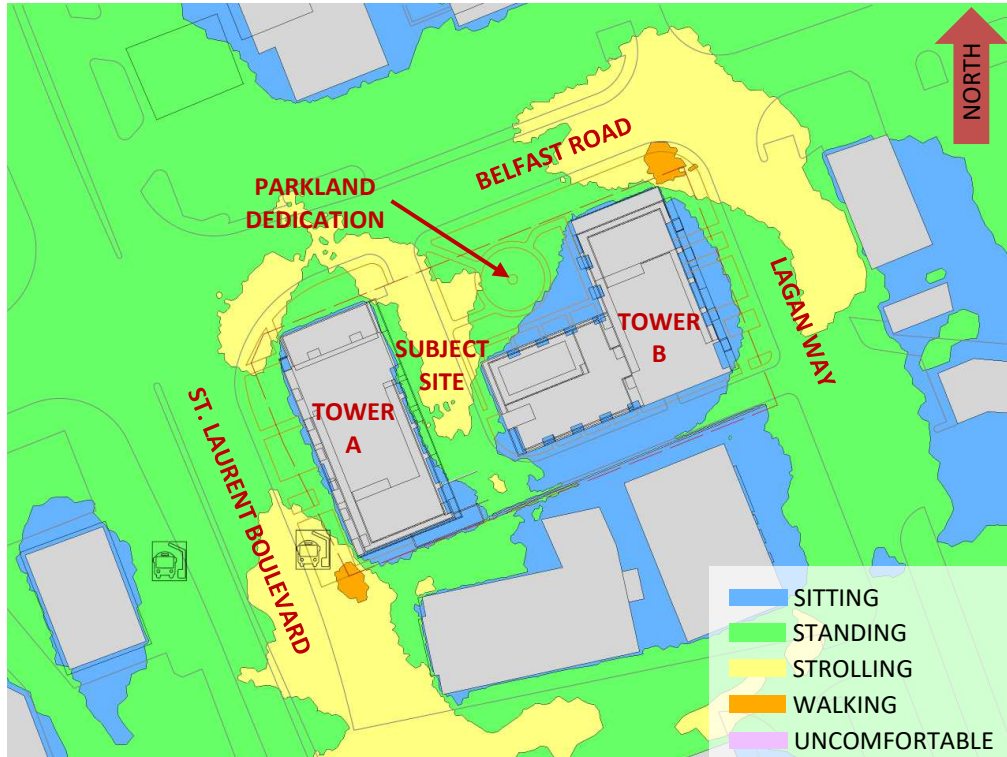 NORTH
BELFAST ROAD
PARKLAND
DEDICATION
LAGAN WAY
TOWER
B
SUBJECT
SITE
TOWER
A
ST. LAURENT BOULEVARD
SITTING
STANDING
STROLLING
WALKING
UNCOMFORTABLE